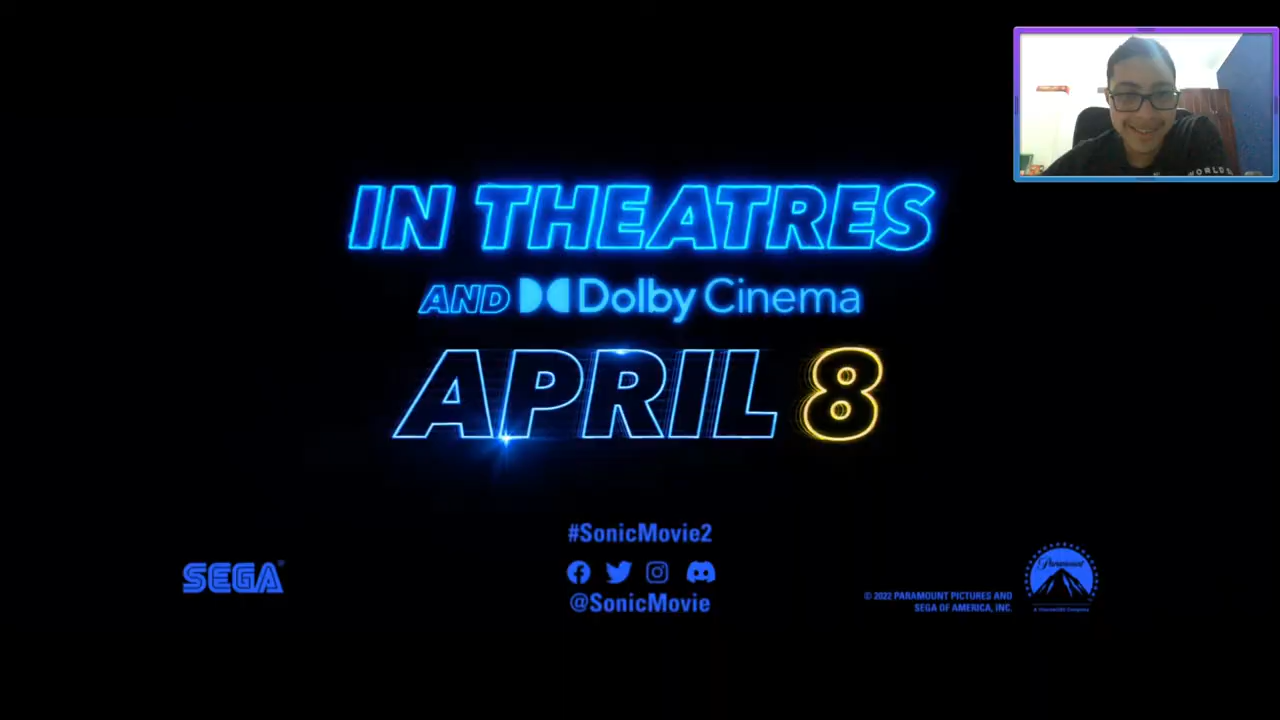 WORLDS
IN THEATRES
AND Dolby Cinema
APRIL 8
#SonicMovie2
@SonicMovie
SEGA
© 2022 PARAMOUNT PICTURES AND
SEGA OF AMERICA, INC.
Paramount